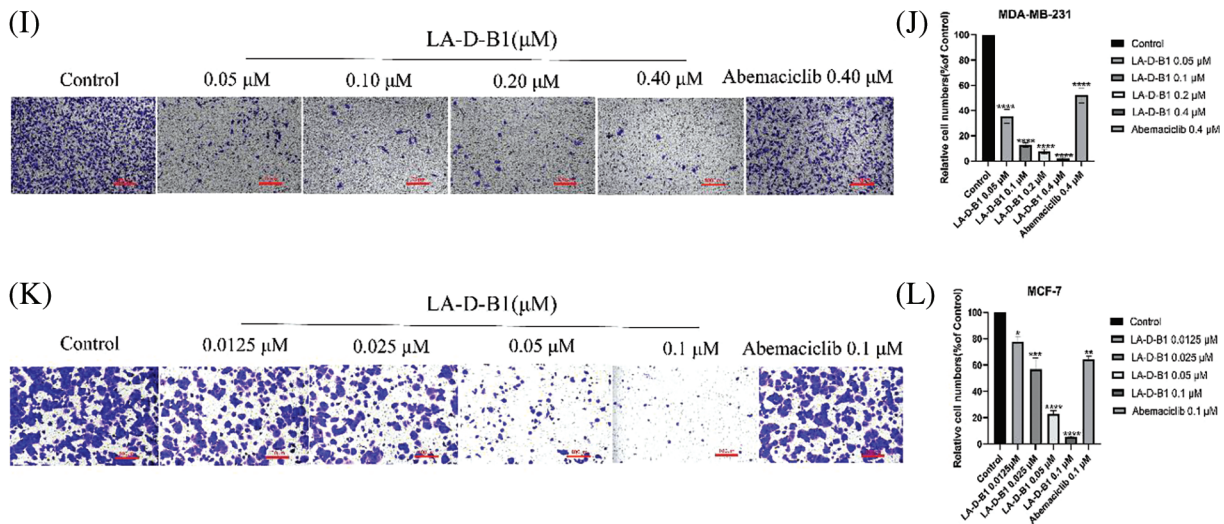 (I)
LA-D-B1(μM)
Control
0.05 μM
0.10 μM
0.20 μM
0.40 μM
Abemaciclib 0.40 μM
(J)
MDA-MB-231
Relative cell numbers(%of Control)
100
80
60
40
20
0
****
****
****
****
****
Control
LA-D-B1 0.05 μM
LA-D-B1 0.1 μM
LA-D-B1 0.2 μM
LA-D-B1 0.4 μM
Abemaciclib 0.4 μM
Control
LA-D-B1 0.05 μM
LA-D-B1 0.1 μM
LA-D-B1 0.2 μM
LA-D-B1 0.4 μM
Abemaciclib 0.4 μM
(K)
LA-D-B1(μM)
Control
0.0125 μM
0.025 μM
0.05 μM
0.1 μM
Abemaciclib 0.1 μM
(L)
MCF-7
Relative cell numbers(%of Control)
100
80
60
40
20
0
*
***
****
****
**
Control
LA-D-B1 0.0125μM
LA-D-B1 0.025 μM
LA-D-B1 0.05 μM
LA-D-B1 0.1 μM
Abemaciclib 0.1 μM
Control
LA-D-B1 0.0125 μM
LA-D-B1 0.025 μM
LA-D-B1 0.05 μM
LA-D-B1 0.1 μM
Abemaciclib 0.1 μM